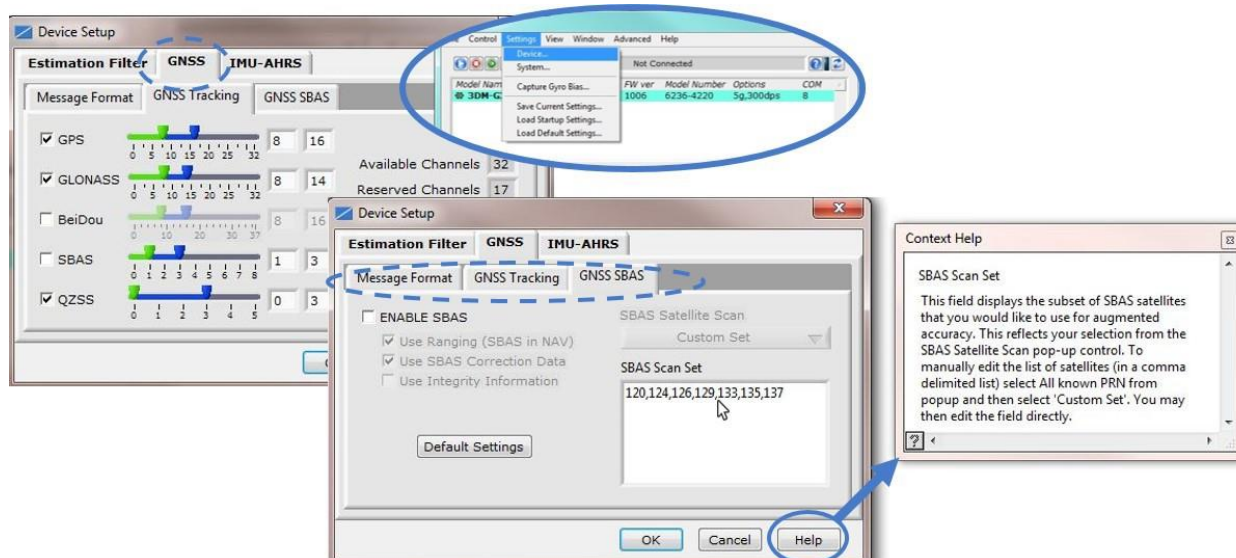 Device Setup
Estimation Filter GNSS IMU-AHRS
Message Format GNSS Tracking GNSS SBAS
GPS 0 5 10 15 20 25 32 8 16
Available Channels 32
GLONASS 0 5 10 15 20 25 32 8 14
Reserved Channels 17
BeiDou 0 10 20 30 37 8 16
SBAS 0 1 2 3 4 5 6 7 8 1 3
QZSS 0 1 2 3 4 5 0 3
Control Settings View Window Advanced Help
Device...
System...
Capture Gyro Bias...
Save Current Settings...
Load Startup Settings...
Load Default Settings...
Not Connected
Model Nam FW ver Model Number Options COM
3DM-G 1006 6236-4220 5g,300dps 8
Device Setup
Estimation Filter GNSS IMU-AHRS
Message Format GNSS Tracking GNSS SBAS
ENABLE SBAS
Use Ranging (SBAS in NAV)
Use SBAS Correction Data
Use Integrity Information
Default Settings
SBAS Satellite Scan
Custom Set
SBAS Scan Set
120,124,126,129,133,135,137
OK Cancel Help
Context Help
SBAS Scan Set
This field displays the subset of SBAS satellites
that you would like to use for augmented
accuracy. This reflects your selection from the
SBAS Satellite Scan pop-up control. To
manually edit the list of satellites (in a comma
delimited list) select All known PRN from
popup and then select 'Custom Set'. You may
then edit the field directly.
?